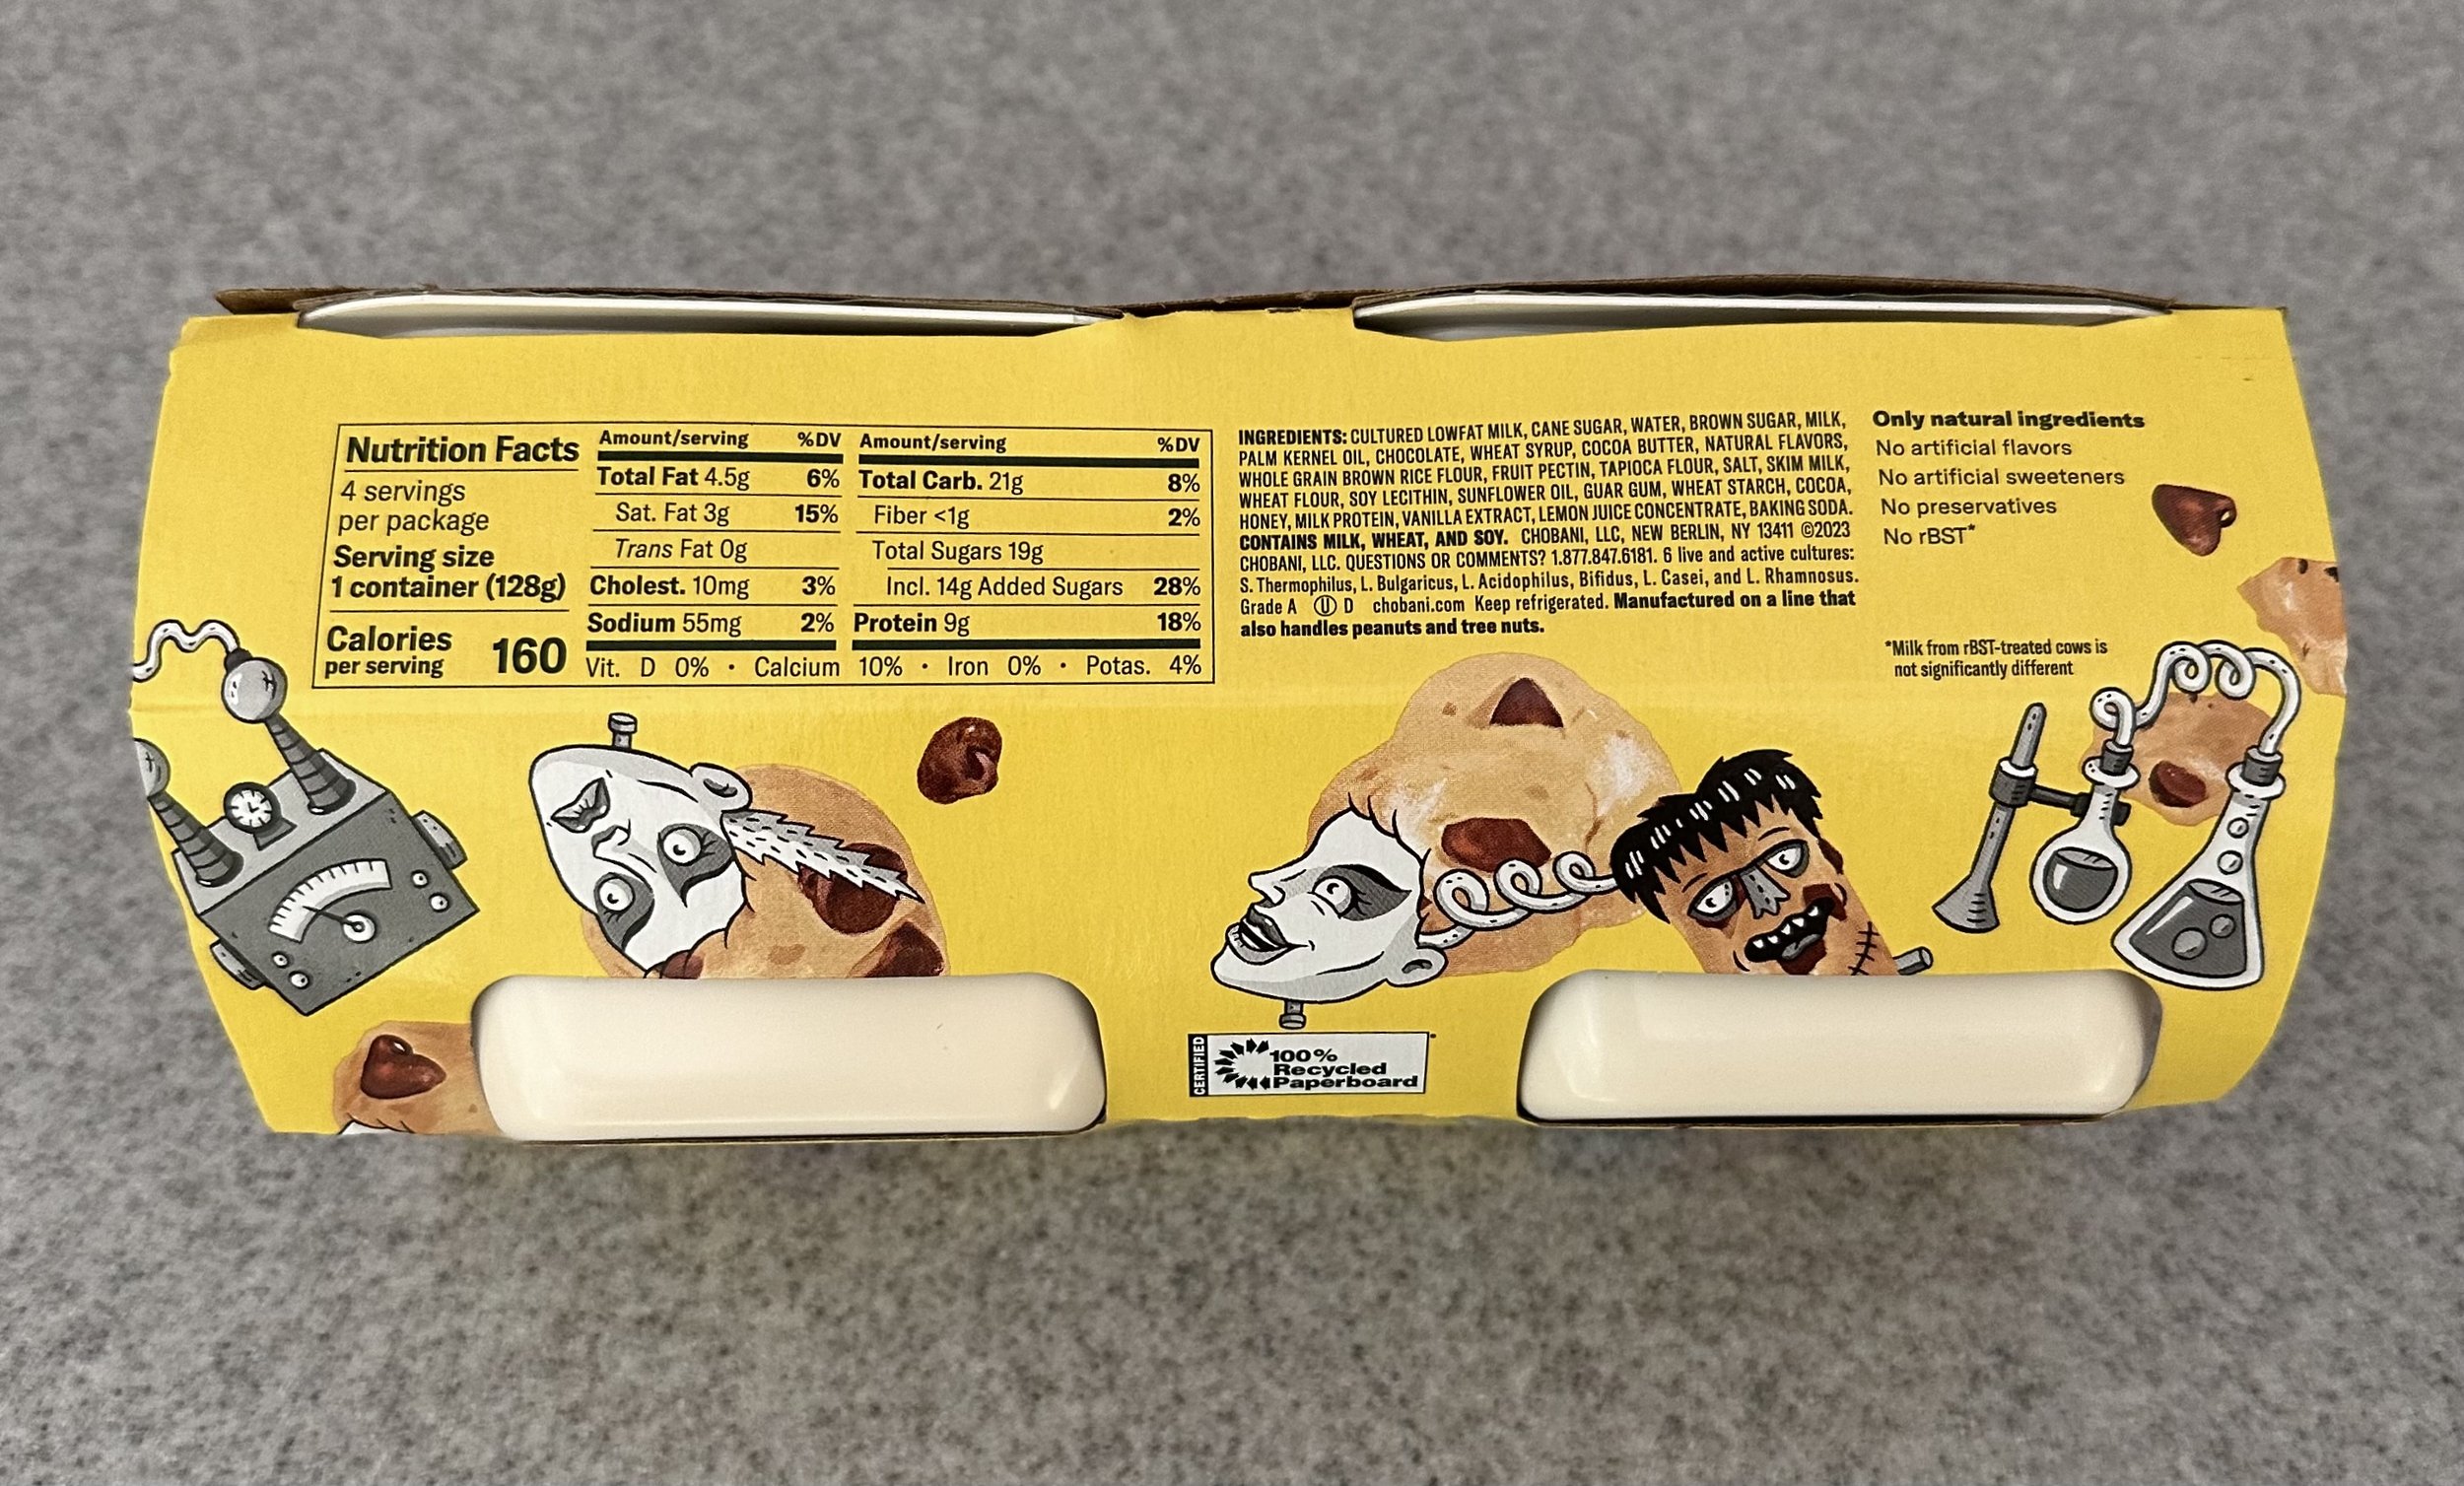 Nutrition Facts
4 servings
per package
Serving size
1 container (128g)
Calories
per serving 160
Amount/serving %DV
Total Fat 4.5g 6%
Sat. Fat 3g 15%
Trans Fat 0g
Cholest. 10mg 3%
Sodium 55mg 2%
Amount/serving %DV
Total Carb. 21g 8%
Fiber <1g 2%
Total Sugars 19g
Incl. 14g Added Sugars 28%
Protein 9g 18%
Vit. D 0% • Calcium 10% • Iron 0% • Potas. 4%
INGREDIENTS: CULTURED LOWFAT MILK, CANE SUGAR, WATER, BROWN SUGAR, MILK,
PALM KERNEL OIL, CHOCOLATE, WHEAT SYRUP, COCOA BUTTER, NATURAL FLAVORS,
WHOLE GRAIN BROWN RICE FLOUR, FRUIT PECTIN, TAPIOCA FLOUR, SALT, SKIM MILK,
WHEAT FLOUR, SOY LECITHIN, SUNFLOWER OIL, GUAR GUM, WHEAT STARCH, COCOA,
HONEY, MILK PROTEIN, VANILLA EXTRACT, LEMON JUICE CONCENTRATE, BAKING SODA.
CONTAINS MILK, WHEAT, AND SOY. CHOBANI, LLC, NEW BERLIN, NY 13411 ©2023
CHOBANI, LLC. QUESTIONS OR COMMENTS? 1.877.847.6181. 6 live and active cultures:
S. Thermophilus, L. Bulgaricus, L. Acidophilus, Bifidus, L. Casei, and L. Rhamnosus.
Grade A Ⓤ D chobani.com Keep refrigerated. Manufactured on a line that
also handles peanuts and tree nuts.
Only natural ingredients
No artificial flavors
No artificial sweeteners
No preservatives
No rBST*
*Milk from rBST-treated cows is
not significantly different
CERTIFIED
100%
Recycled
Paperboard